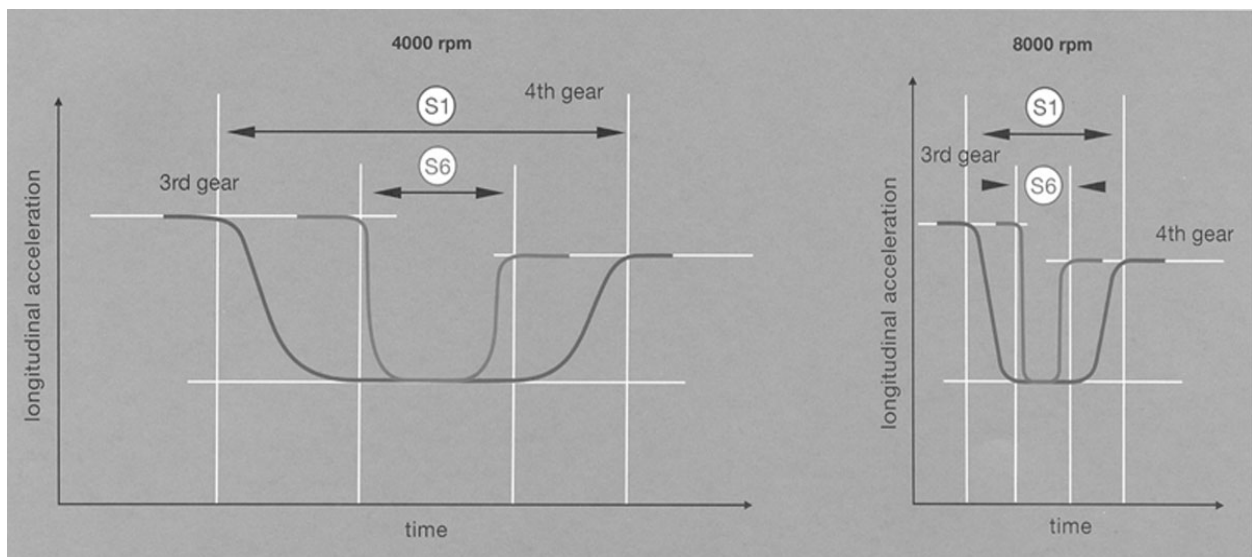 4000 rpm
4th gear
S1
S6
3rd gear
longitudinal acceleration
time
8000 rpm
S1
3rd gear
S6
4th gear
longitudinal acceleration
time